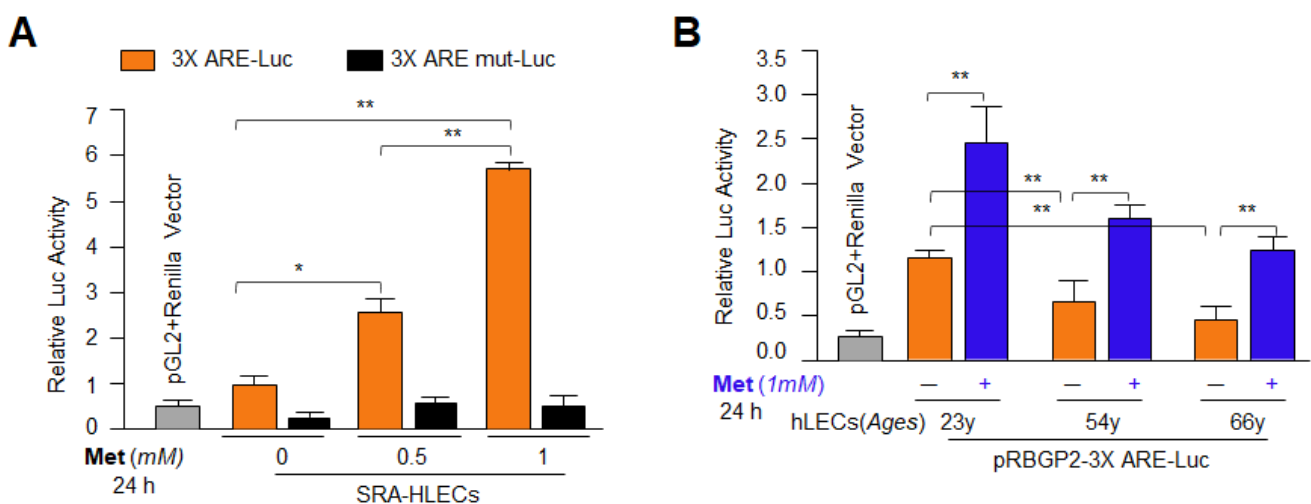 A
3X ARE-Luc
3X ARE mut-Luc
Relative Luc Activity
7
6
5
4
3
2
1
0
pGL2+Renilla Vector
*
**
**
Met (mM) 0 0.5 1
24 h
SRA-HLECs
B
Relative Luc Activity
3.5
3.0
2.5
2.0
1.5
1.0
0.5
0.0
pGL2+Renilla Vector
**
**
**
**
**
Met (1mM) — + — + — +
24 h
hLECs(Ages) 23y 54y 66y
pRBGP2-3X ARE-Luc